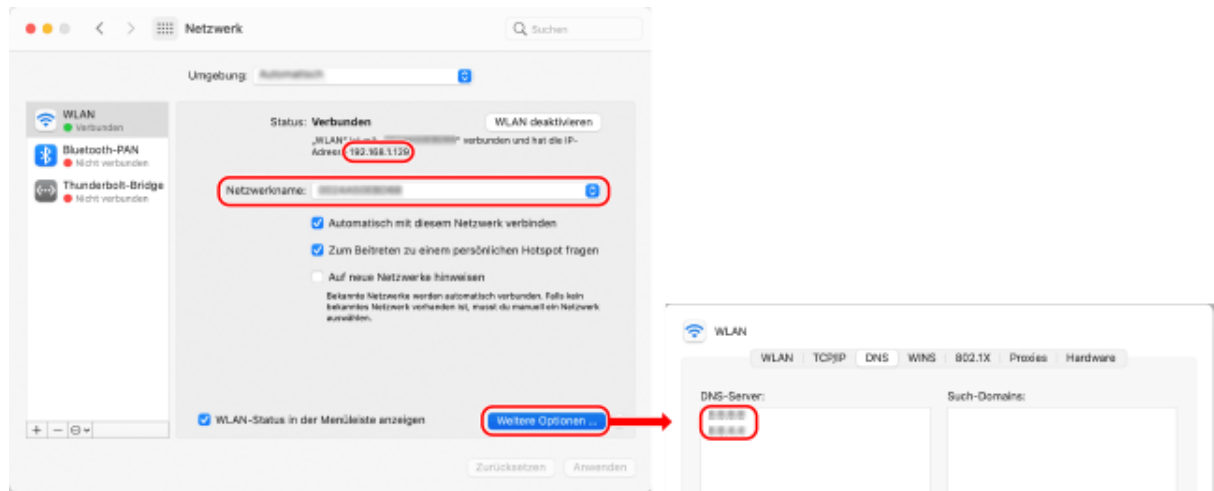 Netzwerk
Suchen
Umgebung:
WLAN
Verbunden
Bluetooth-PAN
Nicht verbunden
Thunderbolt-Bridge
Nicht verbunden
Status: Verbunden
WLAN deaktivieren
„WLAN“ ist mit " verbunden und hat die IP-
192.168.1.129
Netzwerkname:
Automatisch mit diesem Netzwerk verbinden
Zum Beitreten zu einem persönlichen Hotspot fragen
Auf neue Netzwerke hinweisen
Bekannte Netzwerke werden automatisch verbunden. Falls kein
bekanntes Netzwerk vorhanden ist, musst du manuell ein Netzwerk
auswählen.
WLAN-Status in der Menüleiste anzeigen
Weitere Optionen ...
Zurücksetzen
Anwenden
WLAN
WLAN TCP/IP DNS WINS 802.1X Proxies Hardware
DNS-Server:
Such-Domains: